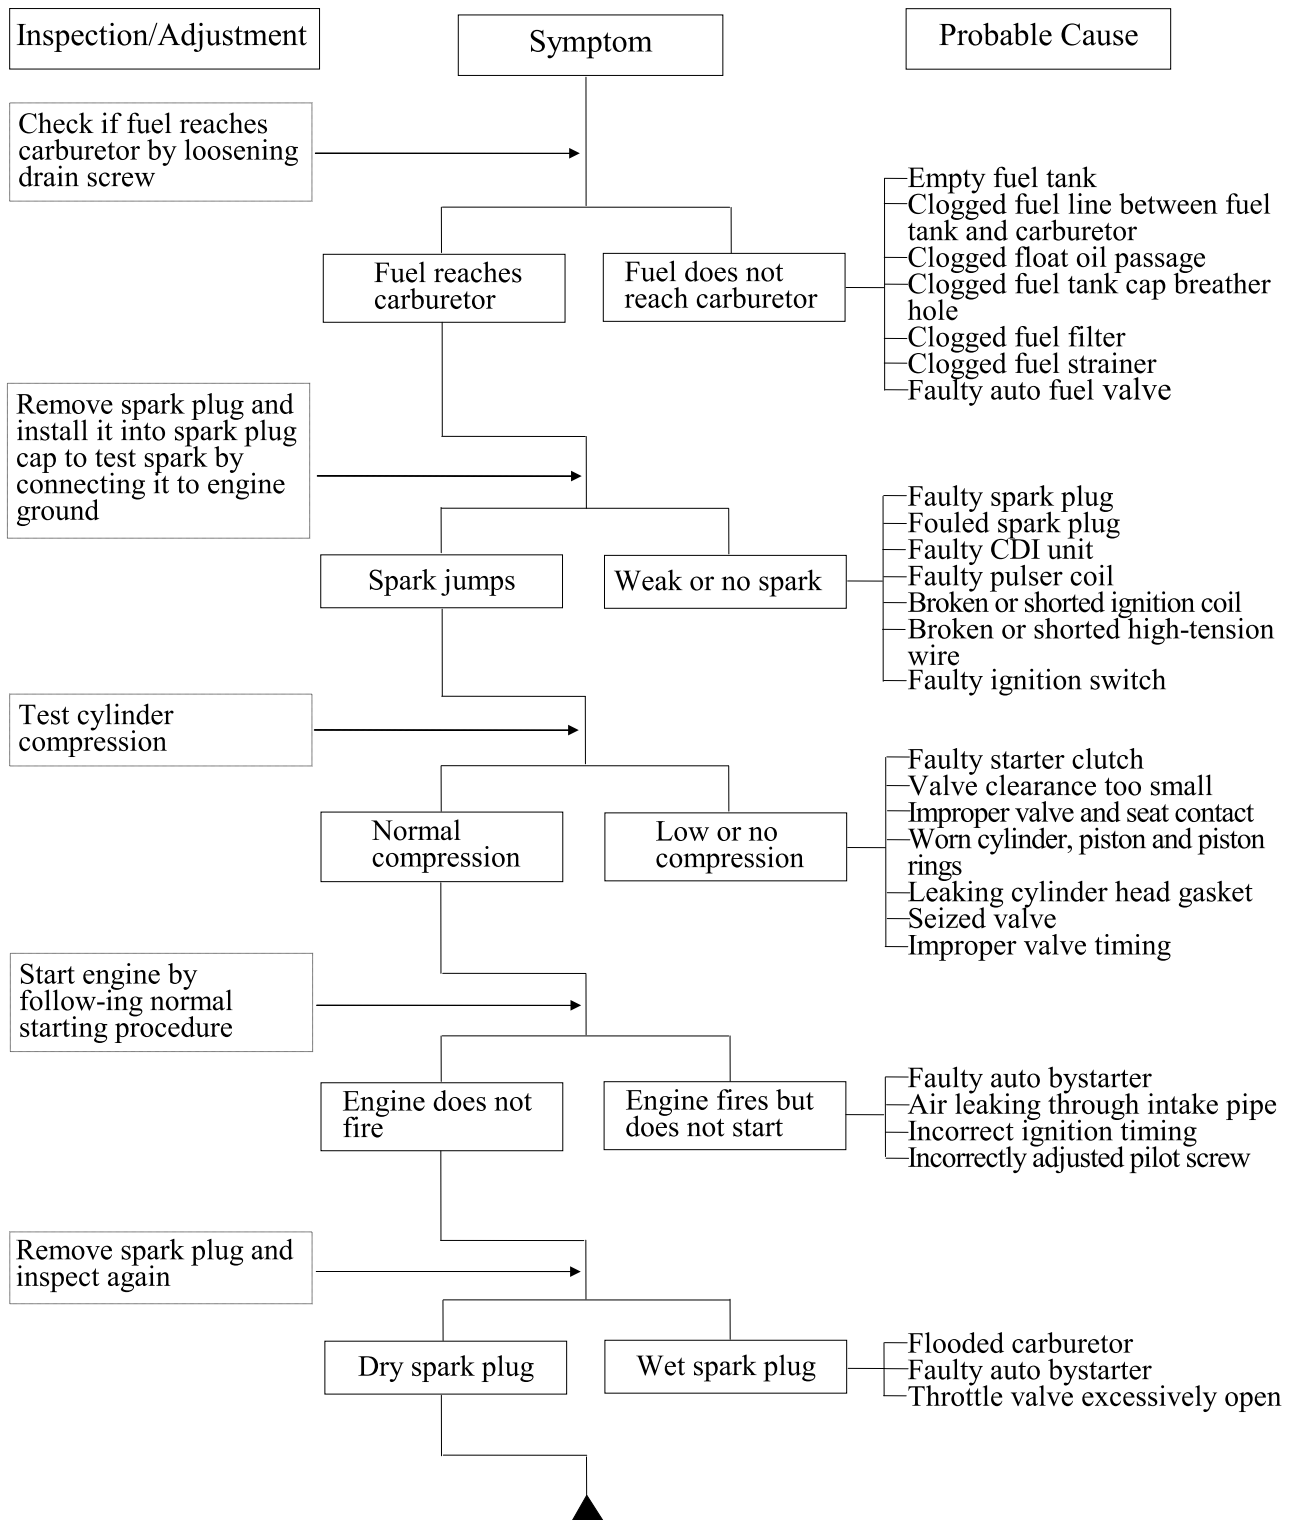 Inspection/Adjustment
Symptom
Probable Cause
Check if fuel reaches
carburetor by loosening
drain screw
Fuel reaches
carburetor
Fuel does not
reach carburetor
Empty fuel tank
Clogged fuel line between fuel
tank and carburetor
Clogged float oil passage
Clogged fuel tank cap breather
hole
Clogged fuel filter
Clogged fuel strainer
Faulty auto fuel valve
Remove spark plug and
install it into spark plug
cap to test spark by
connecting it to engine
ground
Spark jumps
Weak or no spark
Faulty spark plug
Fouled spark plug
Faulty CDI unit
Faulty pulser coil
Broken or shorted ignition coil
Broken or shorted high-tension
wire
Faulty ignition switch
Test cylinder
compression
Normal
compression
Low or no
compression
Faulty starter clutch
Valve clearance too small
Improper valve and seat contact
Worn cylinder, piston and piston
rings
Leaking cylinder head gasket
Seized valve
Improper valve timing
Start engine by
follow-ing normal
starting procedure
Engine does not
fire
Engine fires but
does not start
Faulty auto bystarter
Air leaking through intake pipe
Incorrect ignition timing
Incorrectly adjusted pilot screw
Remove spark plug and
inspect again
Dry spark plug
Wet spark plug
Flooded carburetor
Faulty auto bystarter
Throttle valve excessively open